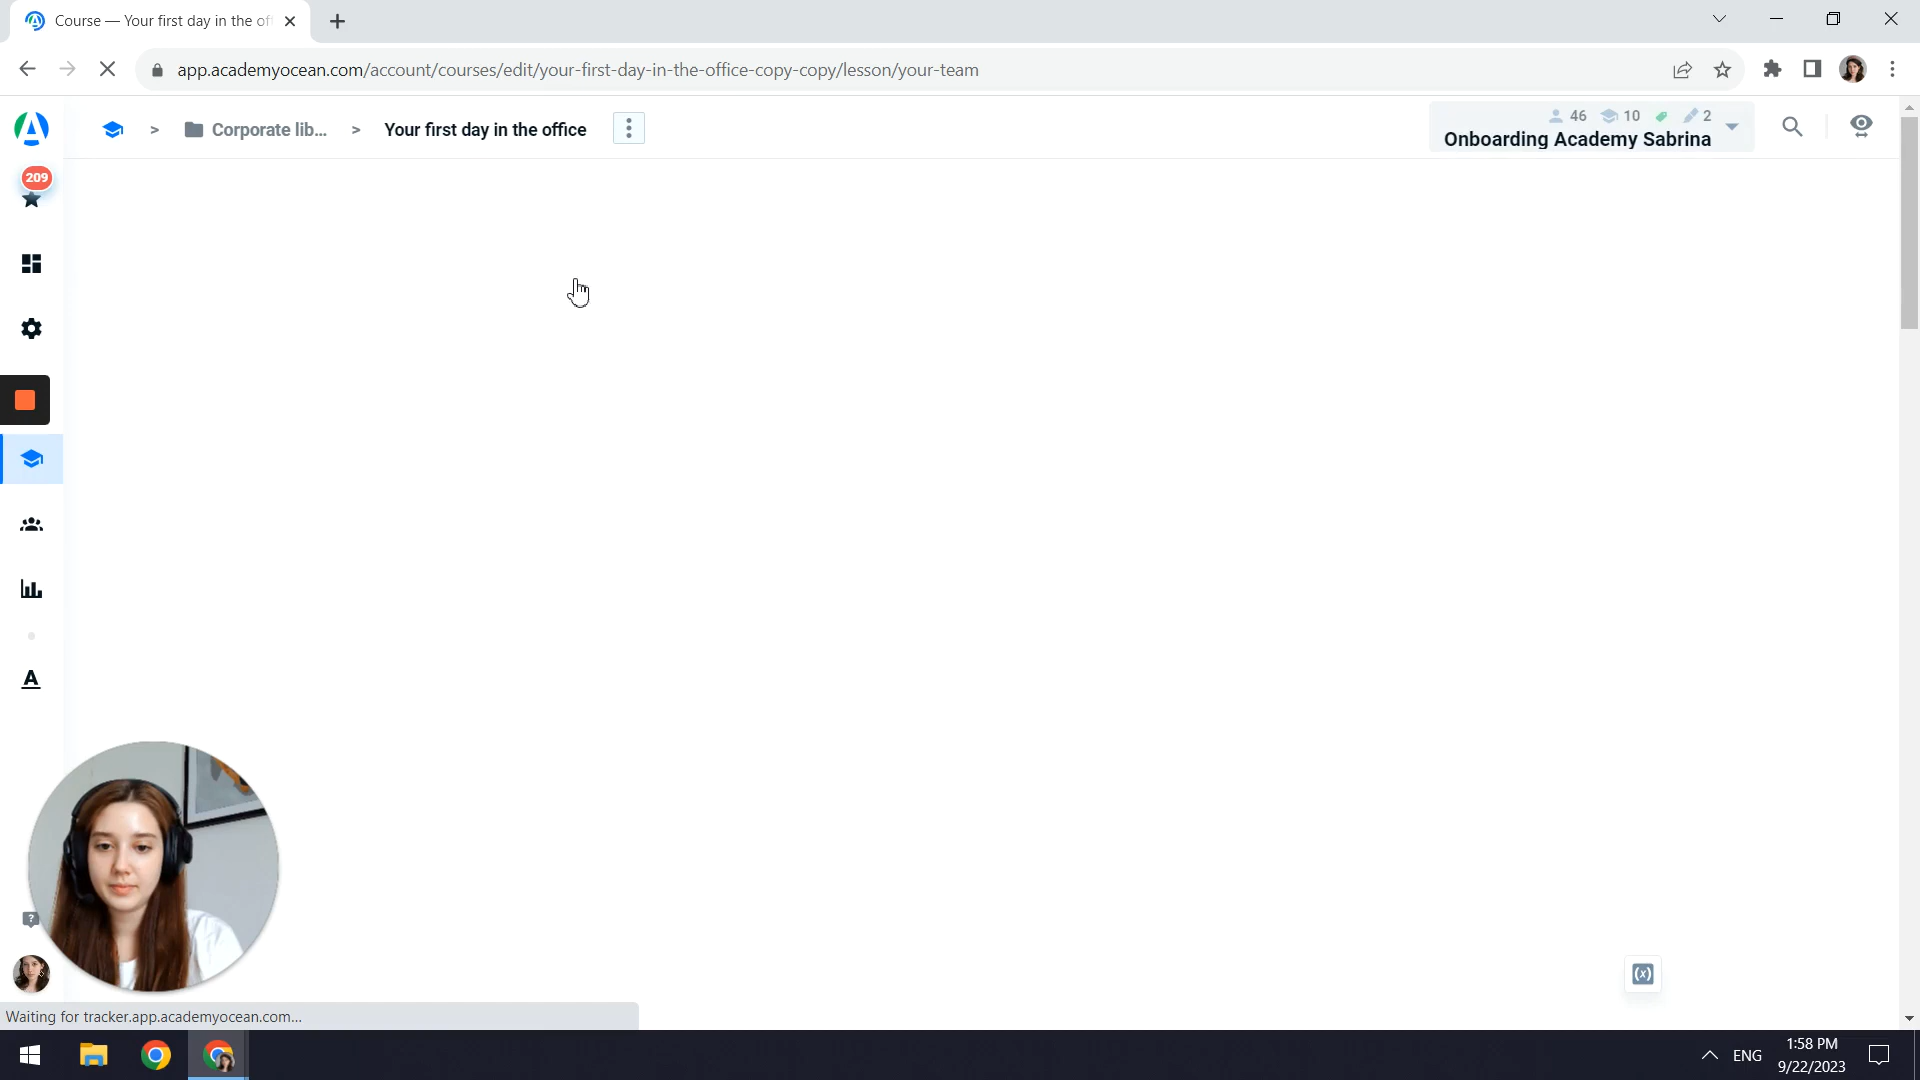 Course — Your first day in the of
app.academyocean.com/account/courses/edit/your-first-day-in-the-office-copy-copy/lesson/your-team
> Corporate lib... > Your first day in the office
46 10 2
Onboarding Academy Sabrina
209
A
?
(x)
Waiting for tracker.app.academyocean.com...
ENG
1:58 PM
9/22/2023